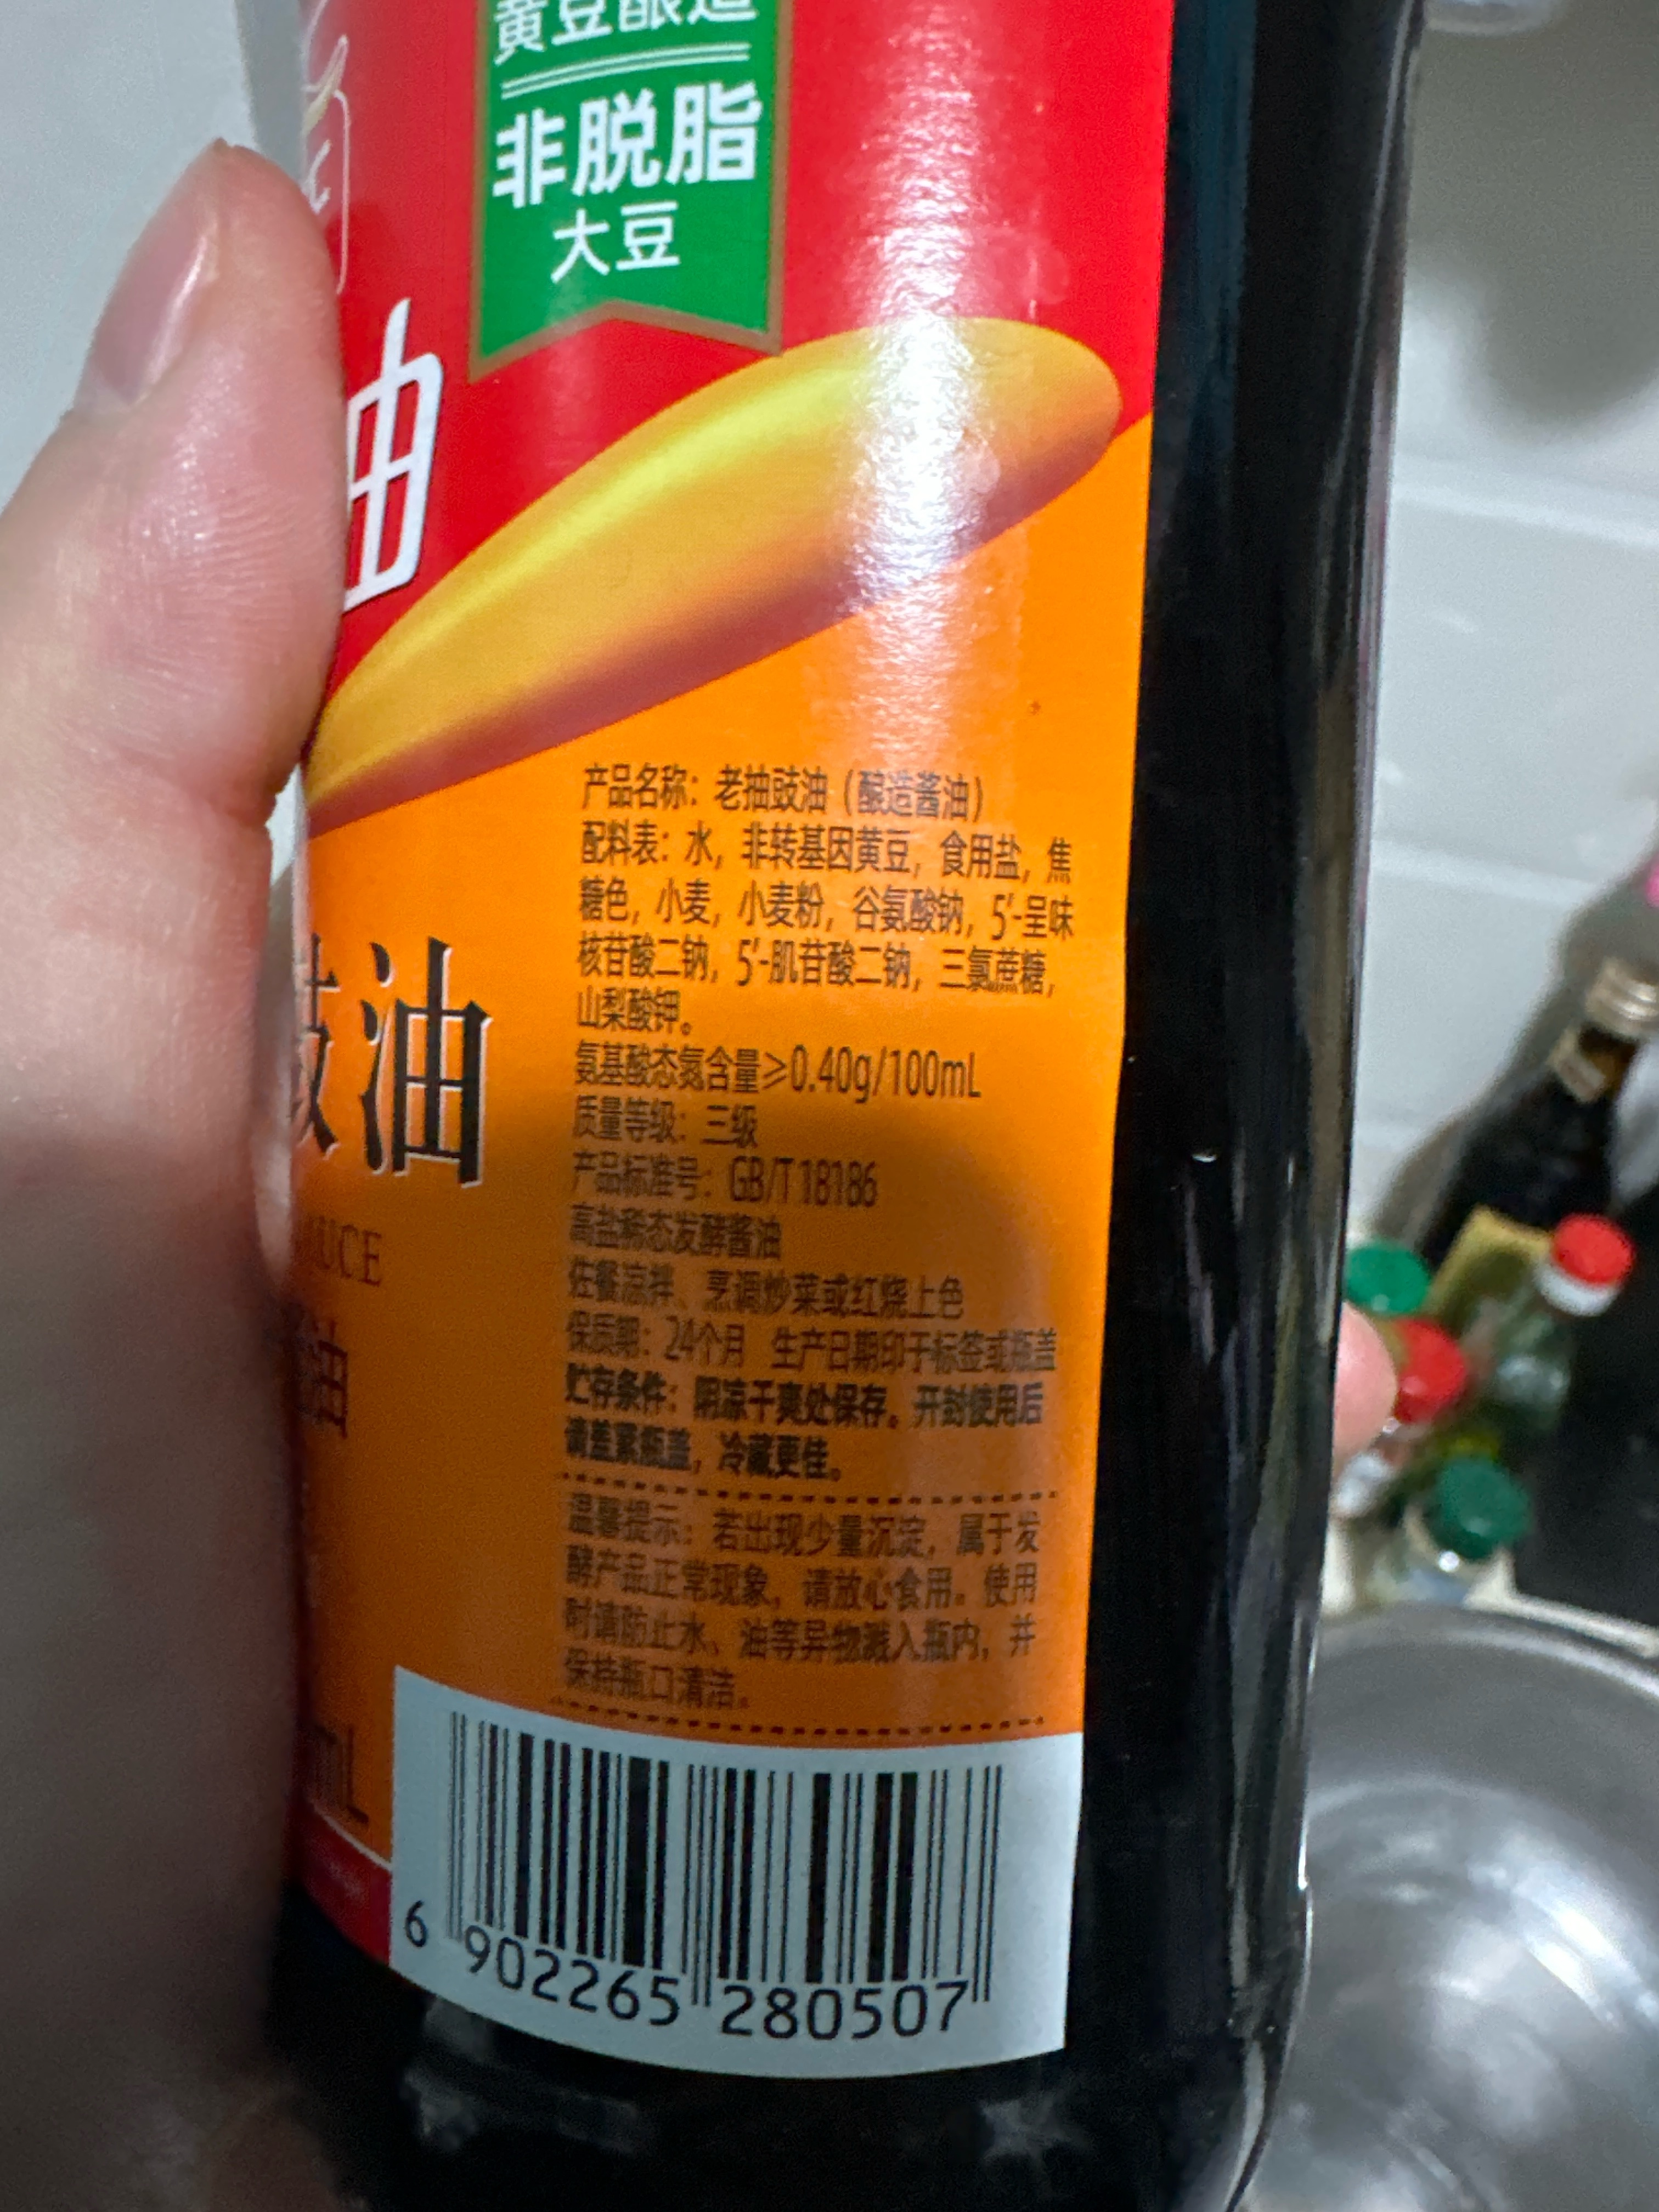 黄豆酿造
非脱脂
大豆
抽
豉油
AUCE
油
mL
产品名称：老抽豉油（酿造酱油）
配料表：水，非转基因黄豆，食用盐，焦
糖色，小麦，小麦粉，谷氨酸钠，5′-呈味
核苷酸二钠，5′-肌苷酸二钠，三氯蔗糖，
山梨酸钾。
氨基酸态氮含量≥0.40g/100mL
质量等级：三级
产品标准号：GB/T 18186
高盐稀态发酵酱油
佐餐凉拌、烹调炒菜或红烧上色
保质期：24个月 生产日期印于标签或瓶盖
贮存条件：阴凉干爽处保存。开封使用后
请盖紧瓶盖，冷藏更佳。
温馨提示：若出现少量沉淀，属于发
酵产品正常现象，请放心食用。使用
时请防止水、油等异物溅入瓶内，并
保持瓶口清洁。
6 902265 280507